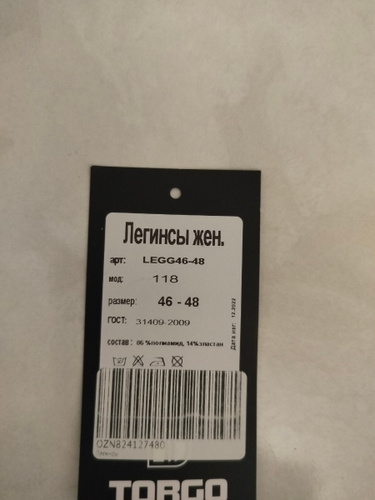 Легинсы жен.
арт: LEGG46-48
мод: 118
размер: 46 - 48
ГОСТ: 31409-2009
состав : 86 %полиамид, 14%эластан
Дата изг. 12.2022
OZN824127480
TORGO